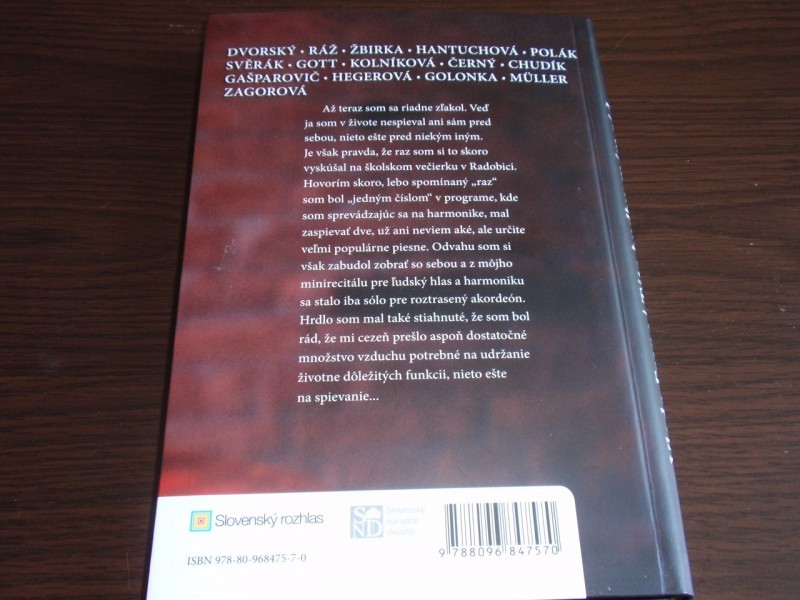 DVORSKÝ · RÁŽ · ŽBIRKA · HANTUCHOVÁ · POLÁK
SVĚRÁK · GOTT · KOLNÍKOVÁ · ČERNÝ · CHUDÍK
GAŠPAROVIČ · HEGEROVÁ · GOLONKA · MÜLLER
ZAGOROVÁ
Až teraz som sa riadne zľakol. Veď
ja som v živote nespieval ani sám pred
sebou, nieto ešte pred niekým iným.
Je však pravda, že raz som si to skoro
vyskúšal na školskom večierku v Radobici.
Hovorím skoro, lebo spomínaný „raz“
som bol „jedným číslom“ v programe, kde
som sprevádzajúc sa na harmonike, mal
zaspievať dve, už ani neviem aké, ale určite
veľmi populárne piesne. Odvahu som si
však zabudol zobrať so sebou a z môjho
minirecitálu pre ľudský hlas a harmoniku
sa stalo iba sólo pre roztrasený akordeón.
Hrdlo som mal také stiahnuté, že som bol
rád, že mi cezeň prešlo aspoň dostatočné
množstvo vzduchu potrebné na udržanie
životne dôležitých funkcii, nieto ešte
na spievanie...
Slovenský rozhlas
SND
Slovenské
národné
divadlo
ISBN 978-80-968475-7-0
9 788096 847570